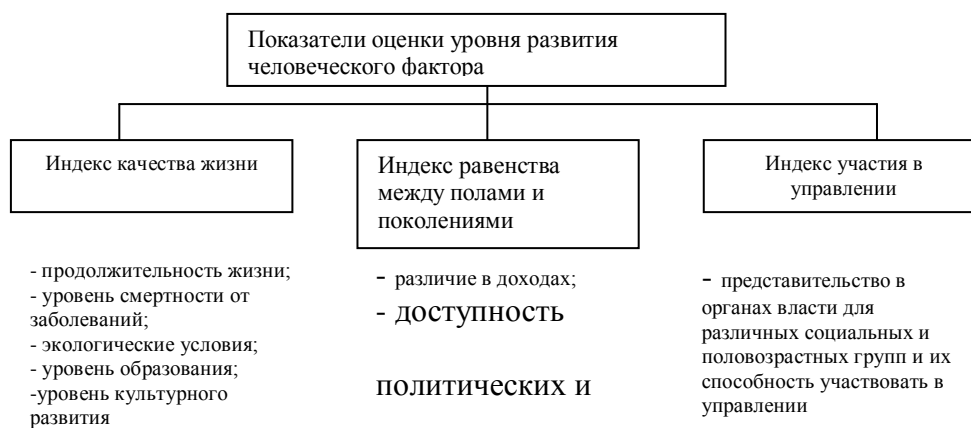 Показатели оценки уровня развития
человеческого фактора
Индекс качества жизни
Индекс равенства
между полами и
поколениями
Индекс участия в
управлении
- продолжительность жизни;
- уровень смертности от
заболеваний;
- экологические условия;
- уровень образования;
-уровень культурного
развития
- различие в доходах;
- доступность
политических и
- представительство в
органах власти для
различных социальных и
половозрастных групп и их
способность участвовать в
управлении